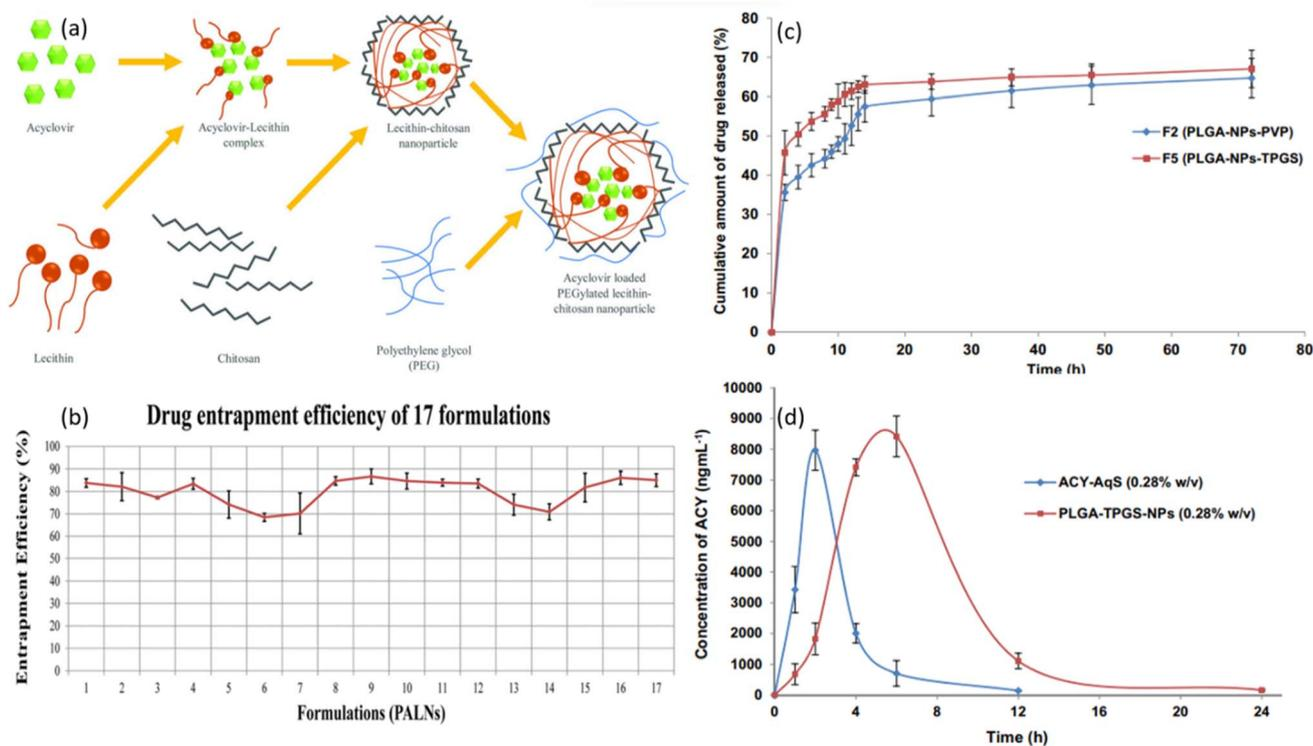 (a)
Acyclovir
Acyclovir-Lecithin
complex
Lecithin-chitosan
nanoparticle
Lecithin
Chitosan
Polyethylene glycol
(PEG)
Acyclovir loaded
PEGylated lecithin-
chitosan nanoparticle
(b)
Drug entrapment efficiency of 17 formulations
Entrapment Efficiency (%)
100
90
80
70
60
50
40
30
20
10
0
1 2 3 4 5 6 7 8 9 10 11 12 13 14 15 16 17
Formulations (PALNs)
(c)
Cumulative amount of drug released (%)
80
70
60
50
40
30
20
10
0
0 10 20 30 40 50 60 70 80
Time (h)
F2 (PLGA-NPs-PVP)
F5 (PLGA-NPs-TPGS)
(d)
Concentration of ACY (ngmL⁻¹)
10000
9000
8000
7000
6000
5000
4000
3000
2000
1000
0
0 4 8 12 16 20 24
Time (h)
ACY-AqS (0.28% w/v)
PLGA-TPGS-NPs (0.28% w/v)